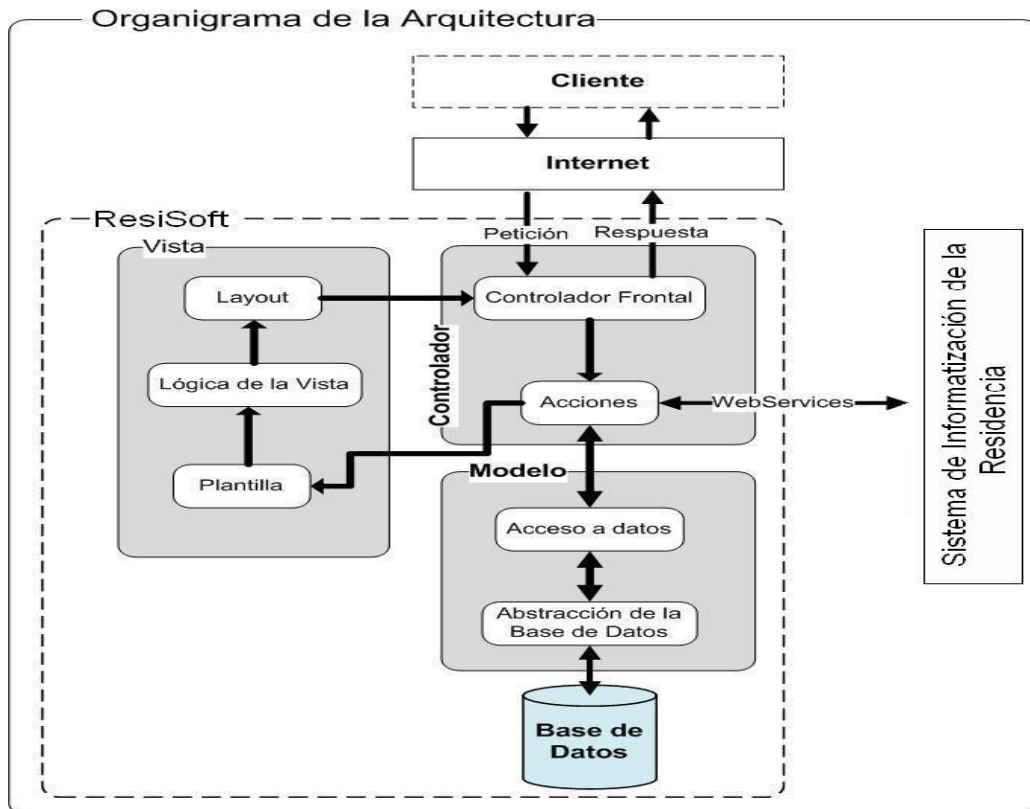 Organigrama de la Arquitectura
Cliente
Internet
ResiSoft
Petición
Respuesta
Vista
Layout
Controlador Frontal
Controlador
Lógica de la Vista
Acciones
WebServices
Sistema de Informatización de la
Residencia
Plantilla
Modelo
Acceso a datos
Abstracción de la
Base de Datos
Base de
Datos